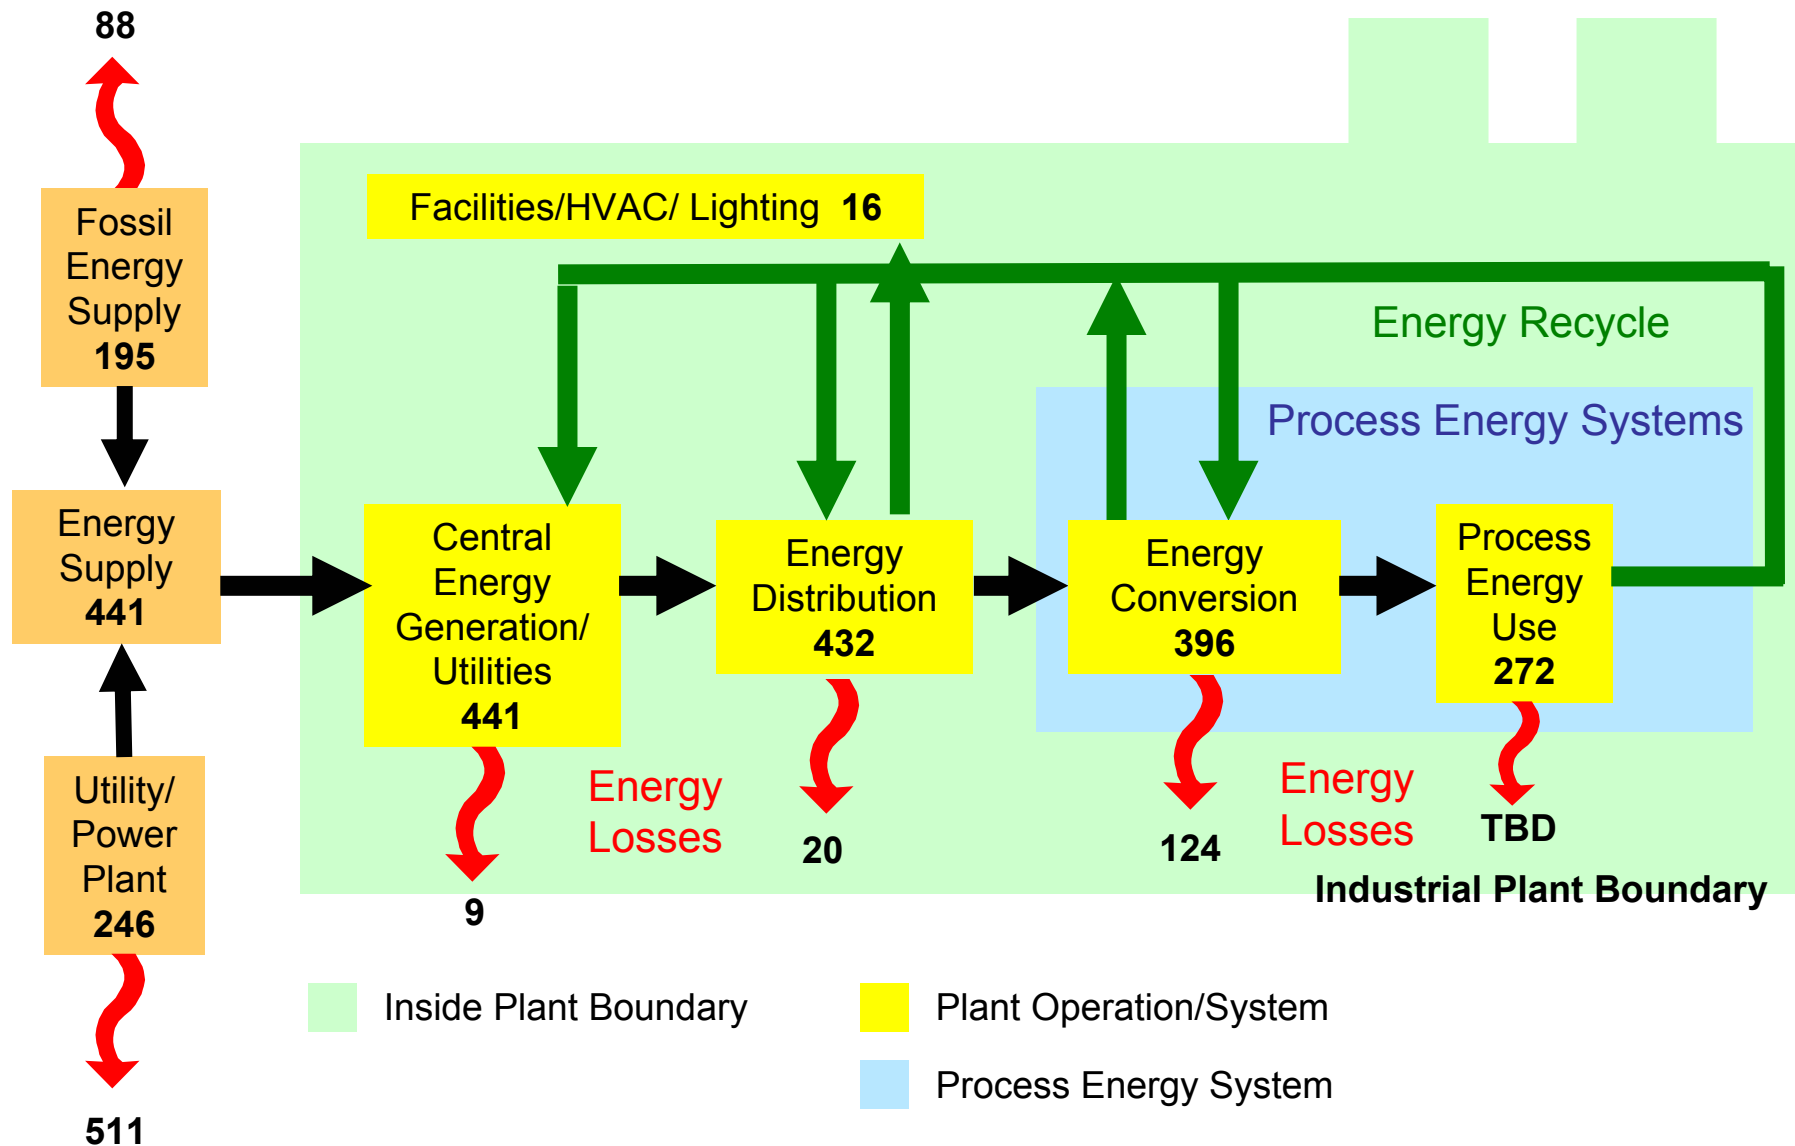 88
Fossil
Energy
Supply
195
Energy
Supply
441
Utility/
Power
Plant
246
511
Facilities/HVAC/ Lighting 16
Energy Recycle
Process Energy Systems
Central
Energy
Generation/
Utilities
441
Energy
Distribution
432
Energy
Conversion
396
Process
Energy
Use
272
Energy
Losses
9
20
124
Energy
Losses
TBD
Industrial Plant Boundary
Inside Plant Boundary
Plant Operation/System
Process Energy System